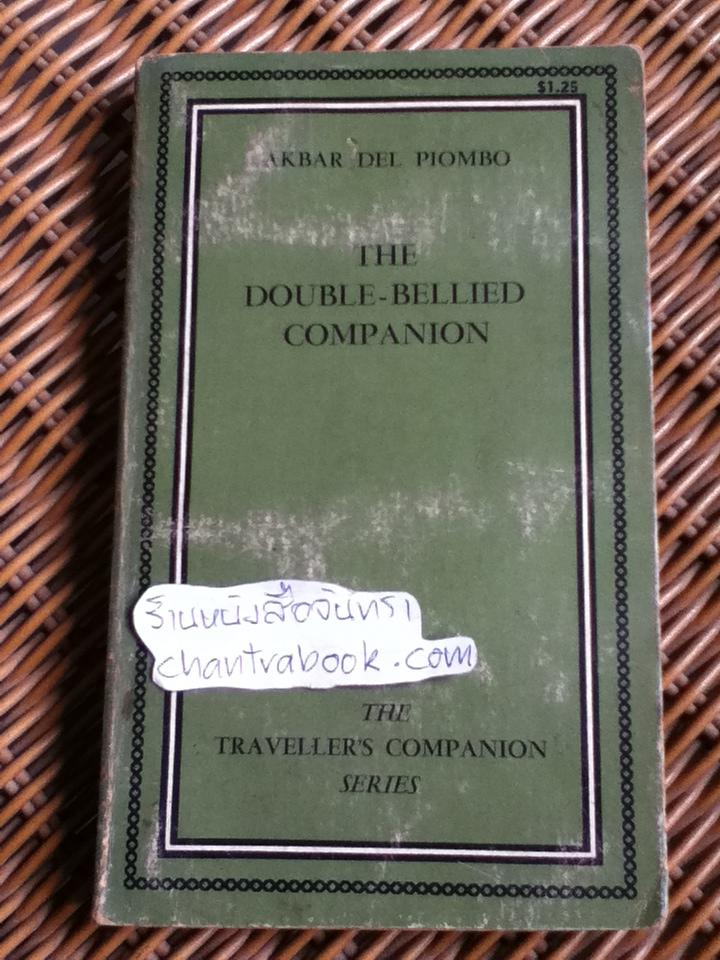 $1.25
AKBAR DEL PIOMBO
THE
DOUBLE-BELLIED
COMPANION
ร้านหนังสือจันทรา
chantrabook.com
THE
TRAVELLER'S COMPANION
SERIES